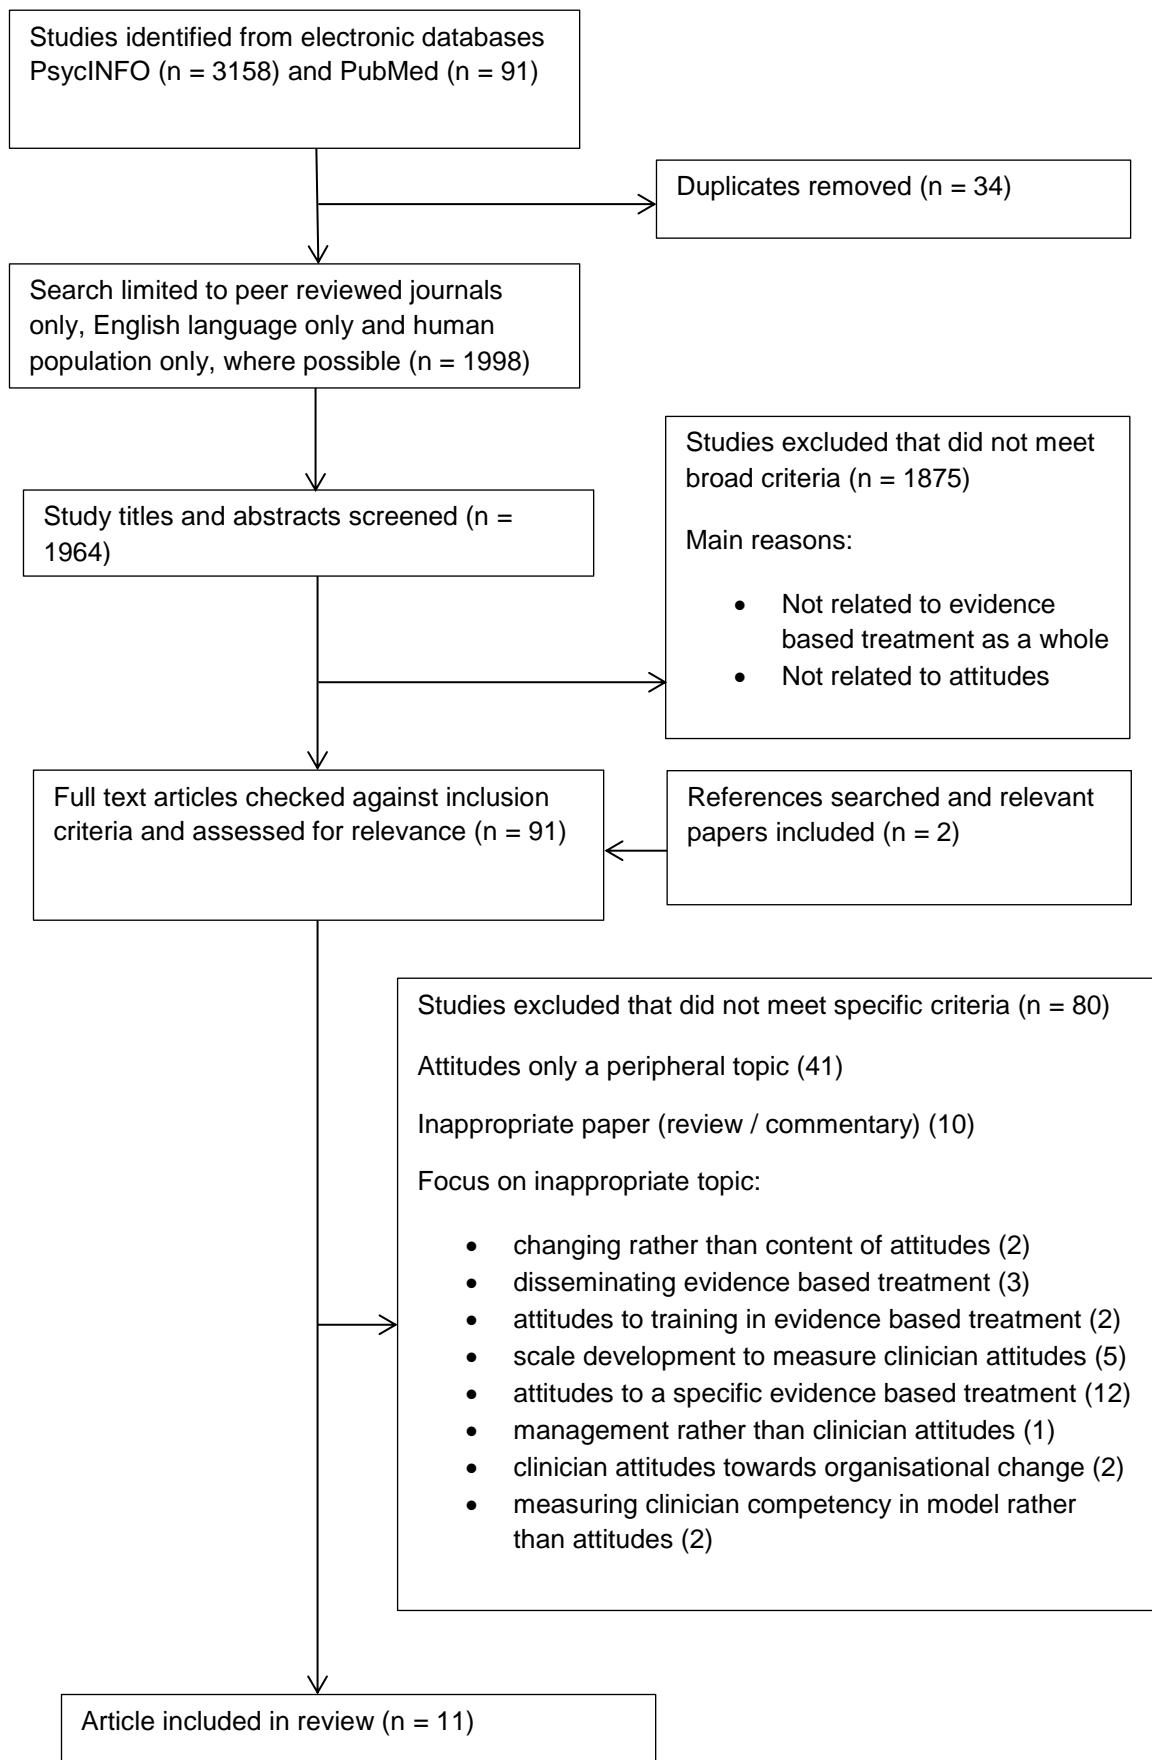 Studies identified from electronic databases
PsycINFO (n = 3158) and PubMed (n = 91)
Duplicates removed (n = 34)
Search limited to peer reviewed journals
only, English language only and human
population only, where possible (n = 1998)
Studies excluded that did not meet
broad criteria (n = 1875)
Main reasons:
• Not related to evidence
based treatment as a whole
• Not related to attitudes
Study titles and abstracts screened (n =
1964)
Full text articles checked against inclusion
criteria and assessed for relevance (n = 91)
References searched and relevant
papers included (n = 2)
Studies excluded that did not meet specific criteria (n = 80)
Attitudes only a peripheral topic (41)
Inappropriate paper (review / commentary) (10)
Focus on inappropriate topic:
• changing rather than content of attitudes (2)
• disseminating evidence based treatment (3)
• attitudes to training in evidence based treatment (2)
• scale development to measure clinician attitudes (5)
• attitudes to a specific evidence based treatment (12)
• management rather than clinician attitudes (1)
• clinician attitudes towards organisational change (2)
• measuring clinician competency in model rather
than attitudes (2)
Article included in review (n = 11)